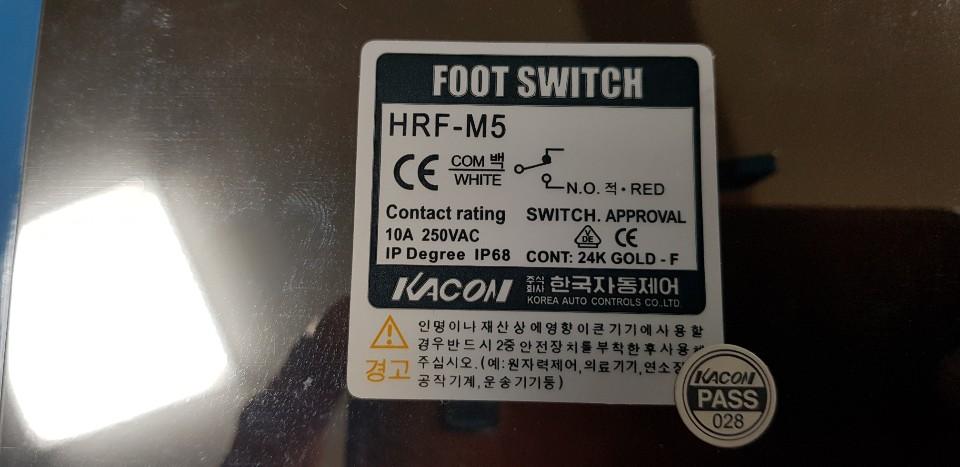 FOOT SWITCH
HRF-M5
CE COM 백
WHITE
N.O. 적·RED
Contact rating SWITCH. APPROVAL
10A 250VAC VDE CE
IP Degree IP68 CONT: 24K GOLD - F
KACON 주식회사 한국자동제어
KOREA AUTO CONTROLS CO.,LTD.
인명이나 재산상에 영향이 큰 기기에 사용할
경우 반드시 2중 안전장치를 부착한 후 사용해
경고 주십시오.(예:원자력제어,의료기기,연소장
공작기계,운송기기등)
KACON
PASS
028